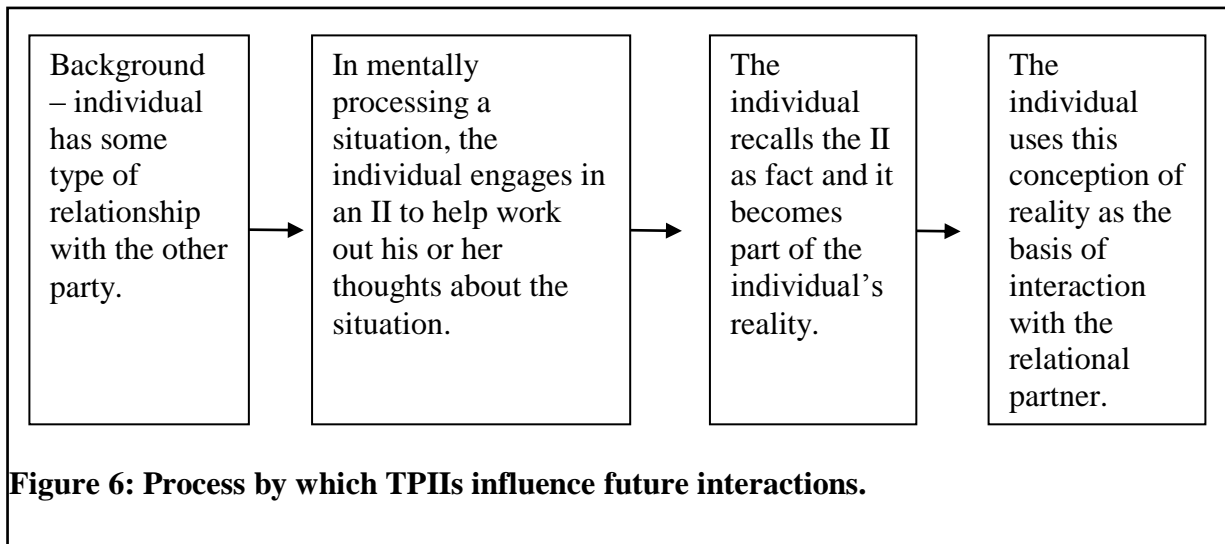 Background
– individual
has some
type of
relationship
with the other
party.
In mentally
processing a
situation, the
individual engages in
an II to help work
out his or her
thoughts about the
situation.
The
individual
recalls the II
as fact and it
becomes
part of the
individual’s
reality.
The
individual
uses this
conception of
reality as the
basis of
interaction
with the
relational
partner.
Figure 6: Process by which TPIIs influence future interactions.